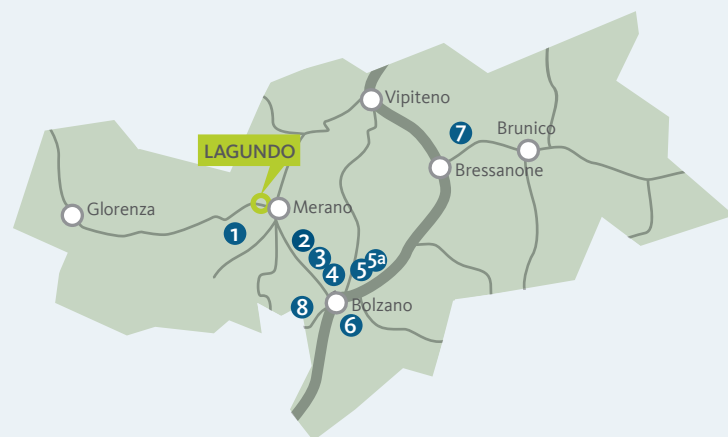 Vipiteno
Brunico
7
LAGUNDO
Bressanone
Glorenza
Merano
1
2
3
5a
5
4
8
Bolzano
6